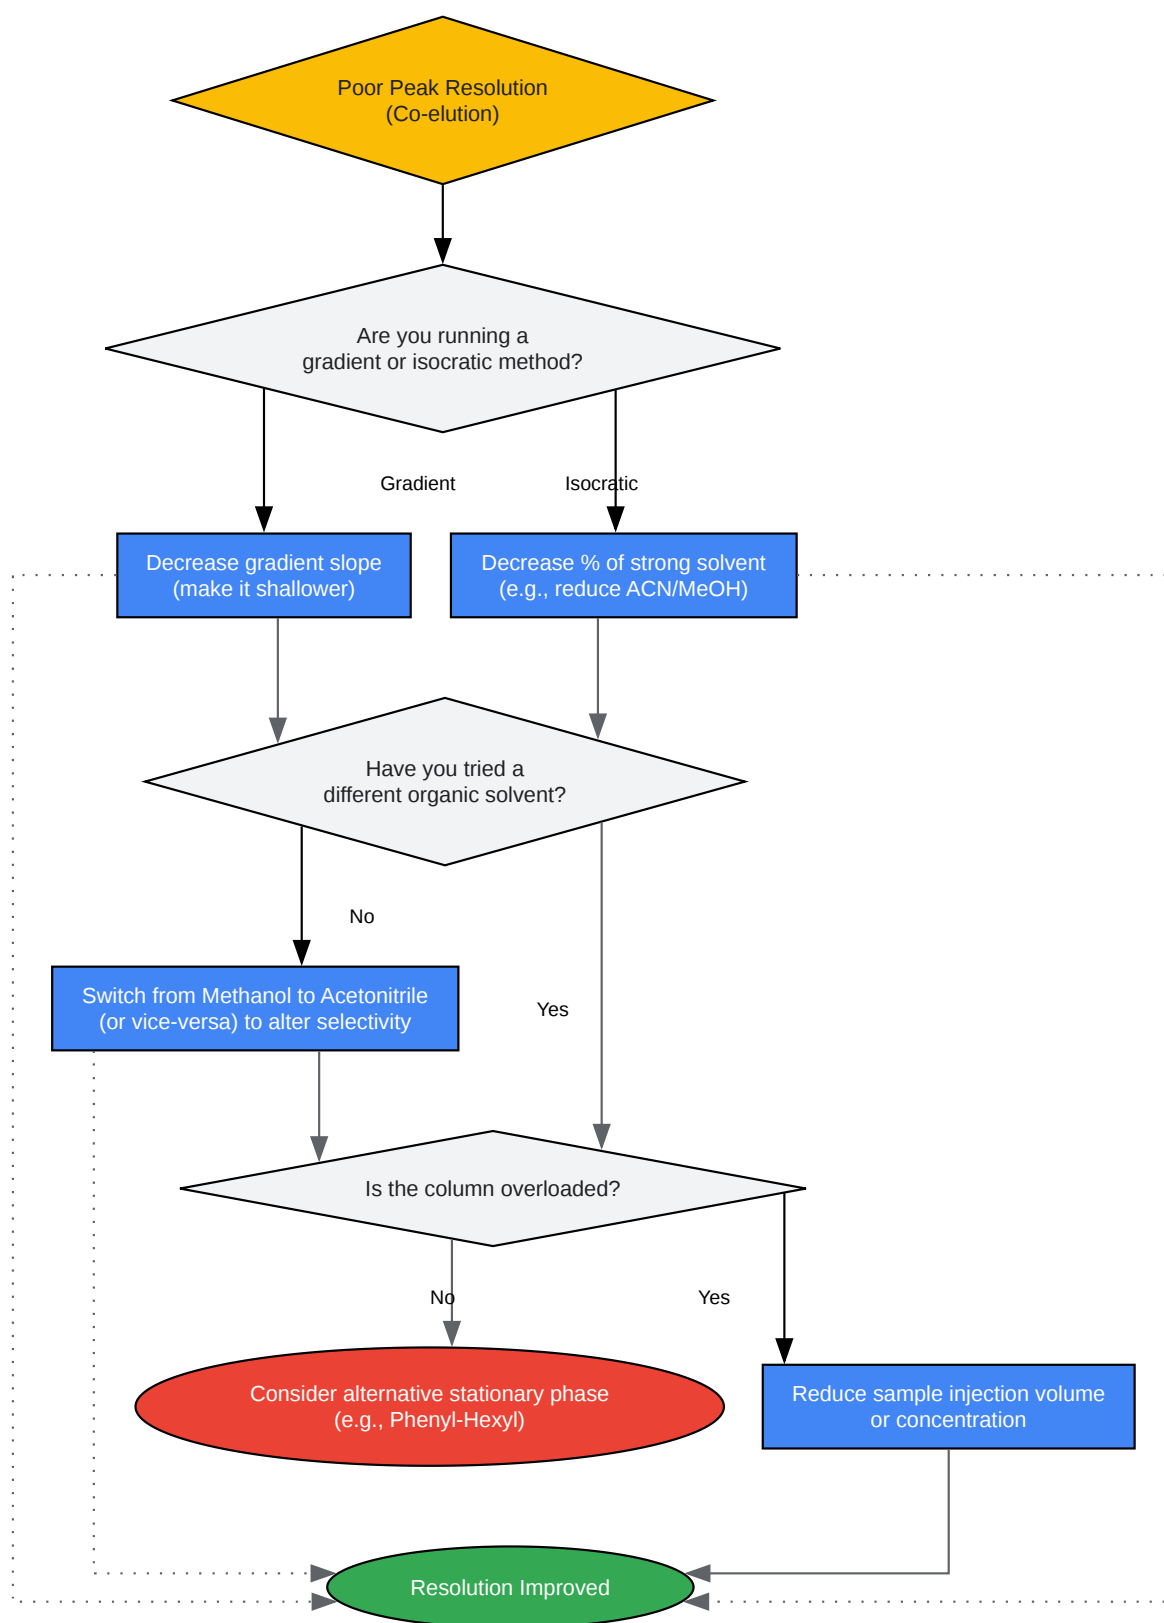 Poor Peak Resolution
(Co-elution)
Are you running a
gradient or isocratic method?
Gradient
Isocratic
Decrease gradient slope
(make it shallower)
Decrease % of strong solvent
(e.g., reduce ACN/MeOH)
Have you tried a
different organic solvent?
No
Switch from Methanol to Acetonitrile
(or vice-versa) to alter selectivity
Yes
Is the column overloaded?
No
Yes
Consider alternative stationary phase
(e.g., Phenyl-Hexyl)
Reduce sample injection volume
or concentration
Resolution Improved